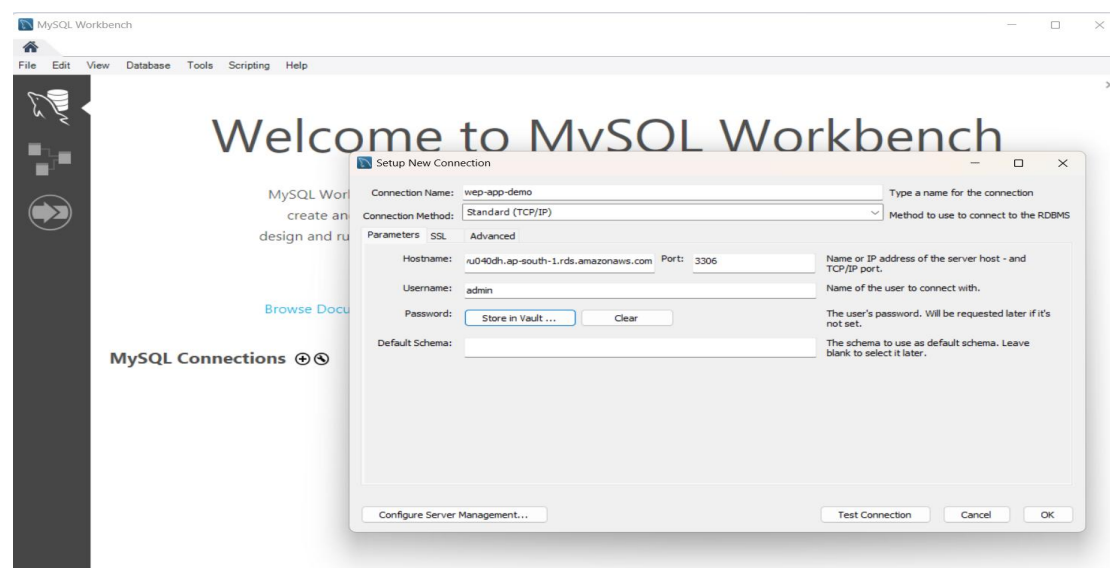 MySQL Workbench
File Edit View Database Tools Scripting Help
Welcome to MySQL Workbench
MySQL Wor
create an
design and ru
Browse Docu
MySQL Connections
Setup New Connection
Connection Name: wep-app-demo Type a name for the connection
Connection Method: Standard (TCP/IP) Method to use to connect to the RDBMS
Parameters SSL Advanced
Hostname: u040dh.ap-south-1.rds.amazonaws.com Port: 3306 Name or IP address of the server host - and
TCP/IP port.
Username: admin Name of the user to connect with.
Password: Store in Vault ... Clear The user's password. Will be requested later if it's
not set.
Default Schema: The schema to use as default schema. Leave
blank to select it later.
Configure Server Management... Test Connection Cancel OK